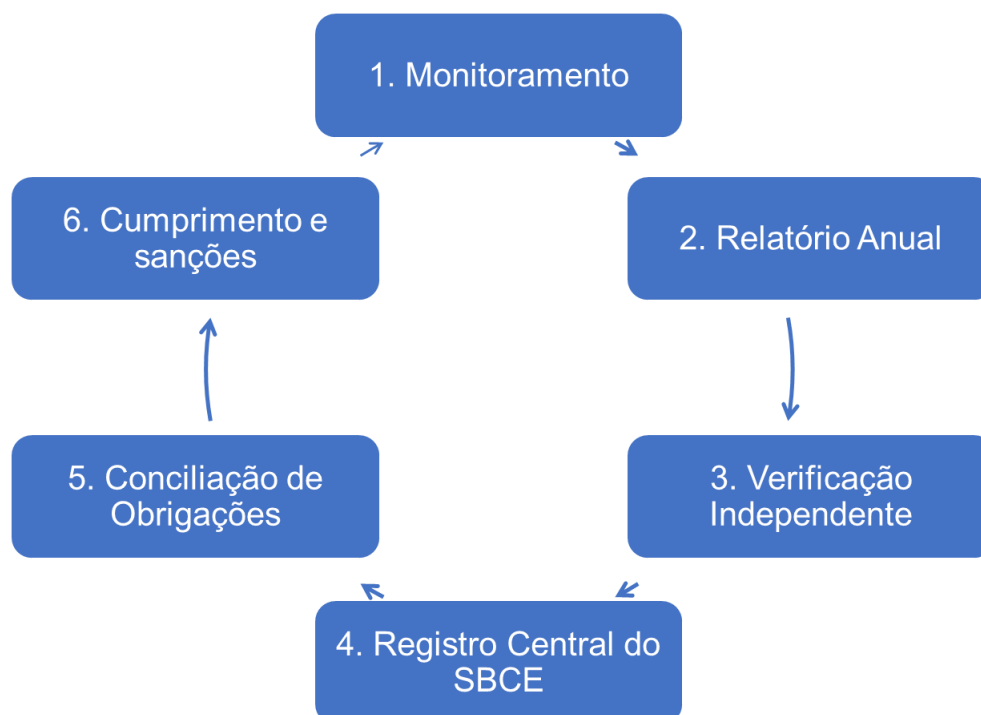 1. Monitoramento
2. Relatório Anual
3. Verificação
Independente
4. Registro Central do
SBCE
5. Conciliação de
Obrigações
6. Cumprimento e
sanções